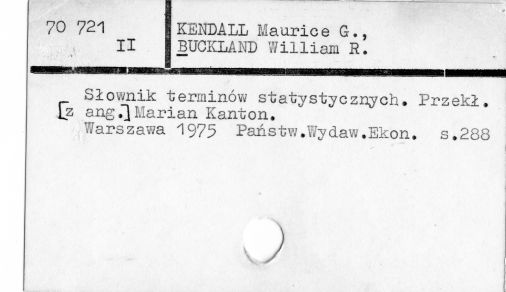 70 721
II
KENDALL Maurice G.,
BUCKLAND William R.
Słownik terminów statystycznych. Przekł.
[z ang.] Marian Kanton.
Warszawa 1975 Państw.Wydaw.Ekon. s.288